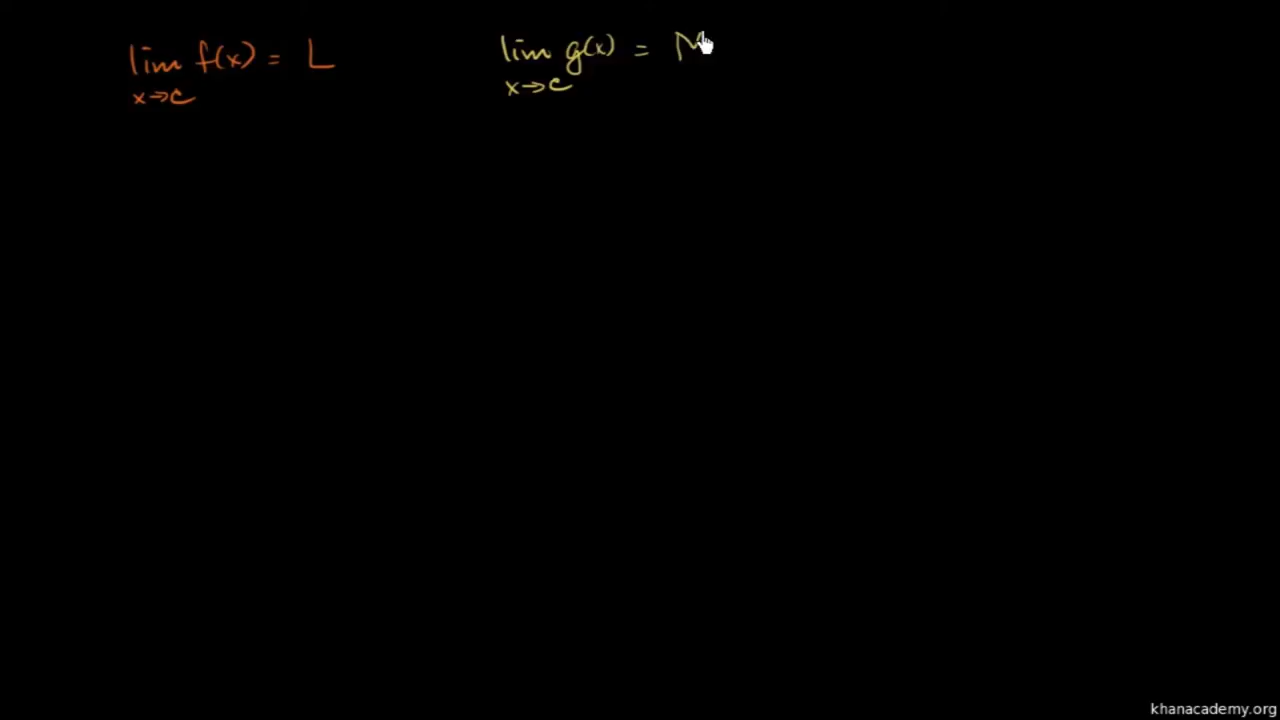 lim f(x) = L
x→c
lim g(x) = M
x→c
khanacademy.org